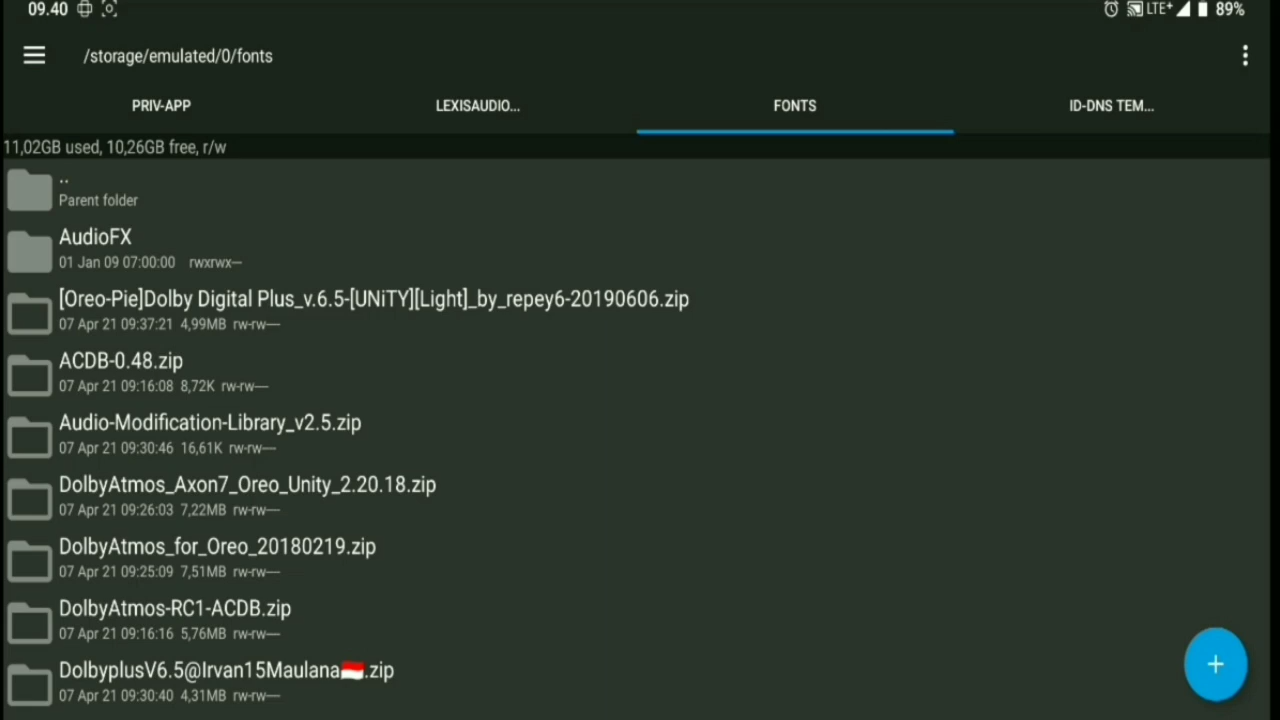 09.40 LTE+ 89%
/storage/emulated/0/fonts
PRIV-APP LEXISAUDIO... FONTS ID-DNS TEM...
11,02GB used, 10,26GB free, r/w
..
Parent folder
AudioFX
01 Jan 09 07:00:00 rwxrwx—
[Oreo-Pie]Dolby Digital Plus_v.6.5-[UNiTY][Light]_by_repey6-20190606.zip
07 Apr 21 09:37:21 4,99MB rw-rw—
ACDB-0.48.zip
07 Apr 21 09:16:08 8,72K rw-rw—
Audio-Modification-Library_v2.5.zip
07 Apr 21 09:30:46 16,61K rw-rw—
DolbyAtmos_Axon7_Oreo_Unity_2.20.18.zip
07 Apr 21 09:26:03 7,22MB rw-rw—
DolbyAtmos_for_Oreo_20180219.zip
07 Apr 21 09:25:09 7,51MB rw-rw—
DolbyAtmos-RC1-ACDB.zip
07 Apr 21 09:16:16 5,76MB rw-rw—
DolbyplusV6.5@Irvan15Maulana🇮🇩.zip
07 Apr 21 09:30:40 4,31MB rw-rw—